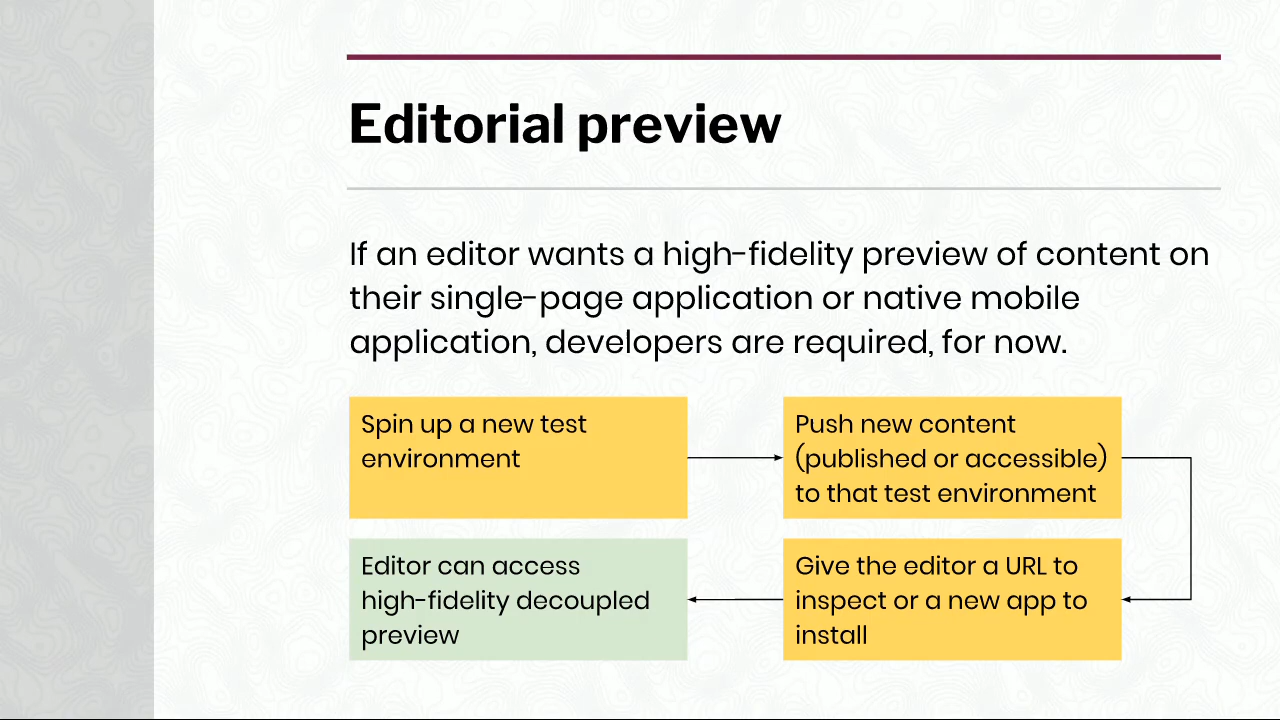 Editorial preview
If an editor wants a high-fidelity preview of content on
their single-page application or native mobile
application, developers are required, for now.
Spin up a new test
environment
Push new content
(published or accessible)
to that test environment
Give the editor a URL to
inspect or a new app to
install
Editor can access
high-fidelity decoupled
preview